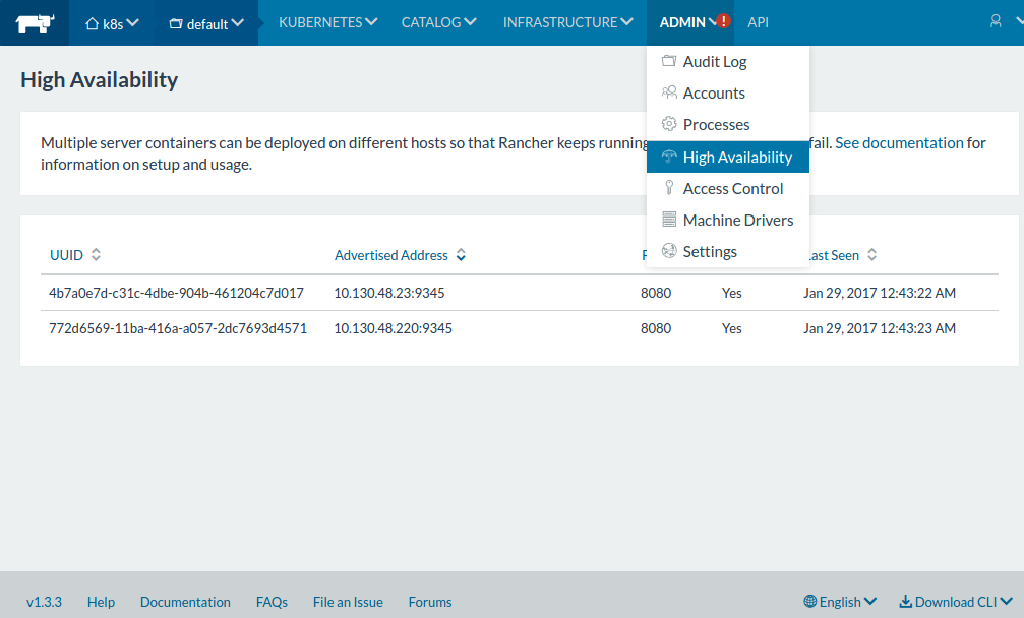 k8s default KUBERNETES CATALOG INFRASTRUCTURE ADMIN ! API
Audit Log
Accounts
Processes
High Availability
Access Control
Machine Drivers
Settings
High Availability
Multiple server containers can be deployed on different hosts so that Rancher keeps running fail. See documentation for
information on setup and usage.
UUID Advertised Address Last Seen
4b7a0e7d-c31c-4dbe-904b-461204c7d017 10.130.48.23:9345 8080 Yes Jan 29, 2017 12:43:22 AM
772d6569-11ba-416a-a057-2dc7693d4571 10.130.48.220:9345 8080 Yes Jan 29, 2017 12:43:23 AM
v1.3.3 Help Documentation FAQs File an Issue Forums English Download CLI